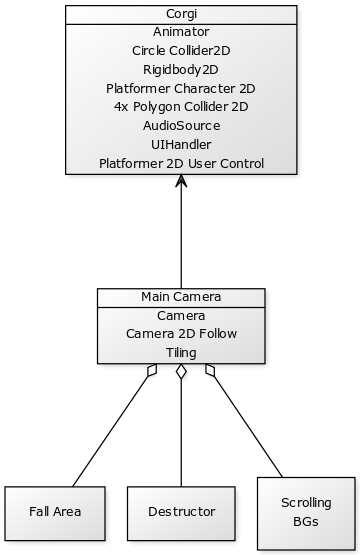 Corgi
Animator
Circle Collider2D
Rigidbody2D
Platformer Character 2D
4x Polygon Collider 2D
AudioSource
UIHandler
Platformer 2D User Control
Main Camera
Camera
Camera 2D Follow
Tiling
Fall Area
Destructor
Scrolling
BGs